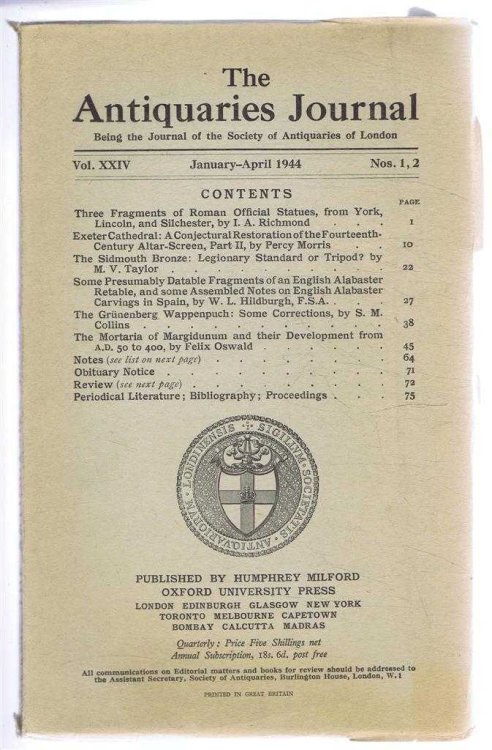 The
Antiquaries Journal
Being the Journal of the Society of Antiquaries of London
Vol. XXIV January–April 1944 Nos. 1, 2
CONTENTS
PAGE
Three Fragments of Roman Official Statues, from York,
Lincoln, and Silchester, by I. A. Richmond . . 1
Exeter Cathedral: A Conjectural Restoration of the Fourteenth-
Century Altar-Screen, Part II, by Percy Morris . . 10
The Sidmouth Bronze: Legionary Standard or Tripod? by
M. V. Taylor . . . . . . . . 22
Some Presumably Datable Fragments of an English Alabaster
Retable, and some Assembled Notes on English Alabaster
Carvings in Spain, by W. L. Hildburgh, F.S.A. . . 27
The Grünenberg Wappenpuch: Some Corrections, by S. M.
Collins . . . . . . . . . 38
The Mortaria of Margidunum and their Development from
A.D. 50 to 400, by Felix Oswald . . . . . 45
Notes (see list on next page) . . . . . . 64
Obituary Notice . . . . . . . . 71
Review (see next page) . . . . . . . 72
Periodical Literature; Bibliography; Proceedings . . . 75
SIGILLVM · SOCIETATIS · ANTIQVARIORVM · LONDINENSIS
PUBLISHED BY HUMPHREY MILFORD
OXFORD UNIVERSITY PRESS
LONDON EDINBURGH GLASGOW NEW YORK
TORONTO MELBOURNE CAPETOWN
BOMBAY CALCUTTA MADRAS
Quarterly: Price Five Shillings net
Annual Subscription, 18s. 6d. post free
All communications on Editorial matters and books for review should be addressed to
the Assistant Secretary, Society of Antiquaries, Burlington House, London, W.1
PRINTED IN GREAT BRITAIN